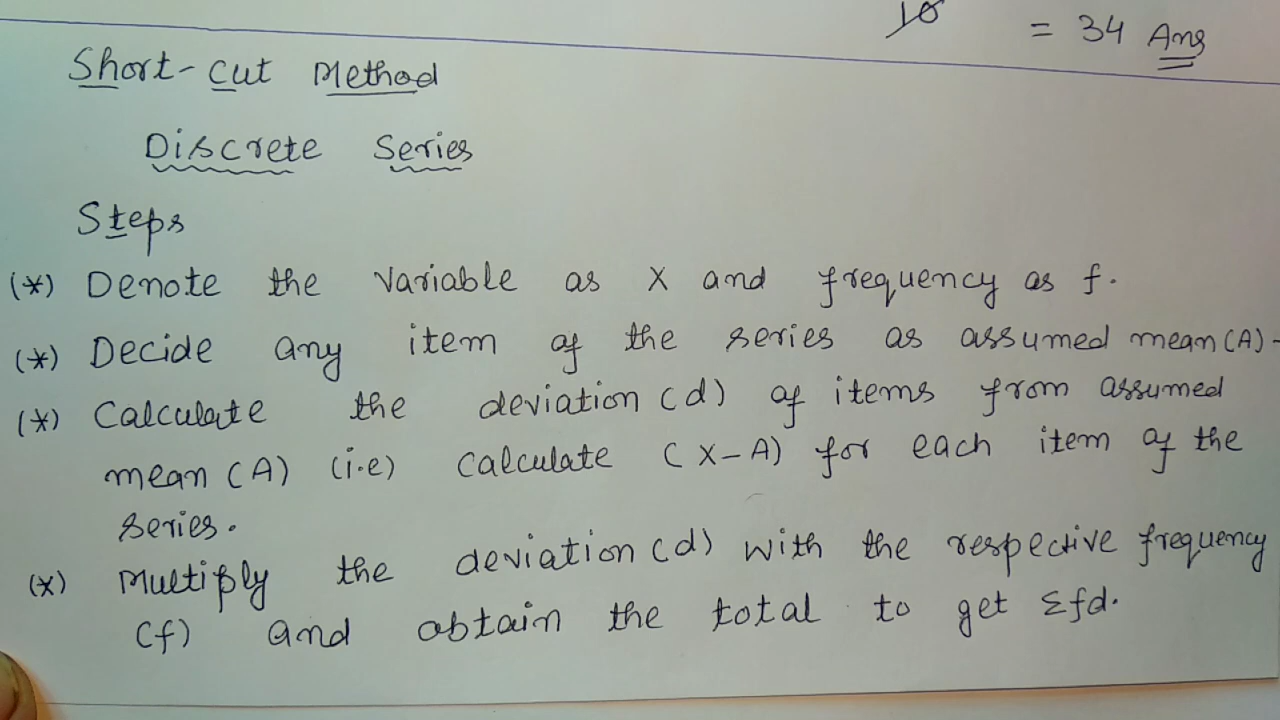 10
= 34 Ans
Short-cut Method
Discrete Series
Steps
(*) Denote the variable as X and frequency as f.
(*) Decide any item of the series as assumed mean (A).
(*) Calculate the deviation (d) of items from assumed
mean (A) (i.e) calculate (X-A) for each item of the
series.
(*) Multiply the deviation (d) with the respective frequency
(f) and obtain the total to get Σfd.